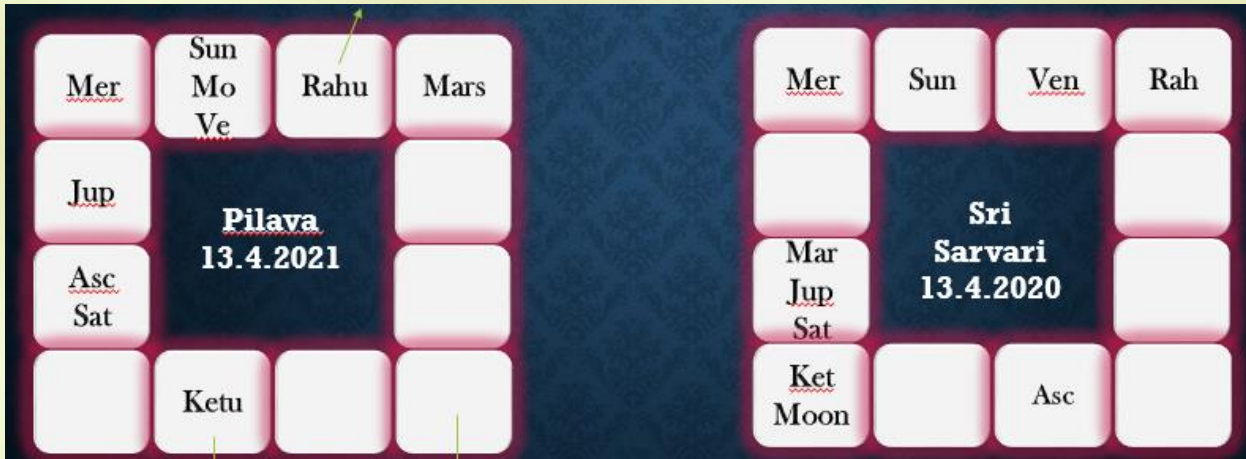 Mer
Sun
Mo
Ve
Rahu
Mars
Jup
Pilava
13.4.2021
Asc
Sat
Ketu
Mer
Sun
Ven
Rah
Sri
Sarvari
13.4.2020
Mar
Jup
Sat
Ket
Moon
Asc